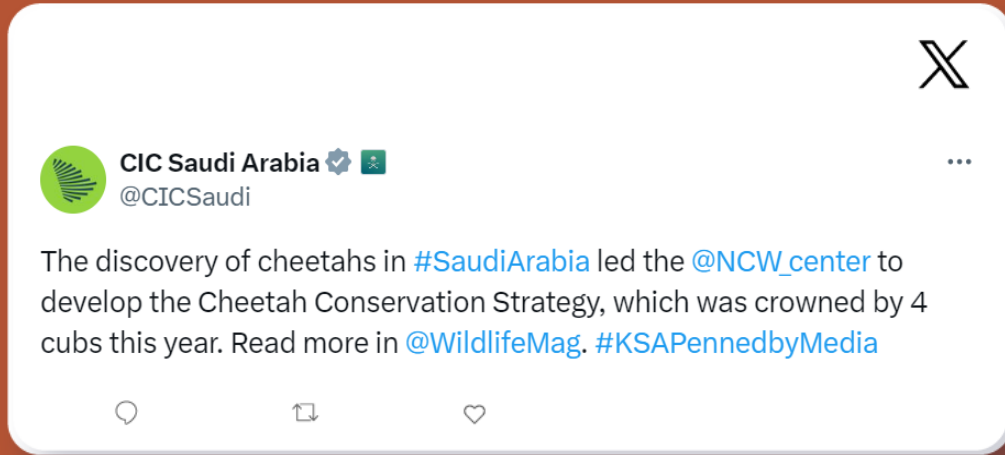 X
CIC Saudi Arabia
@CICSaudi
The discovery of cheetahs in #SaudiArabia led the @NCW_center to
develop the Cheetah Conservation Strategy, which was crowned by 4
cubs this year. Read more in @WildlifeMag. #KSAPennedbyMedia